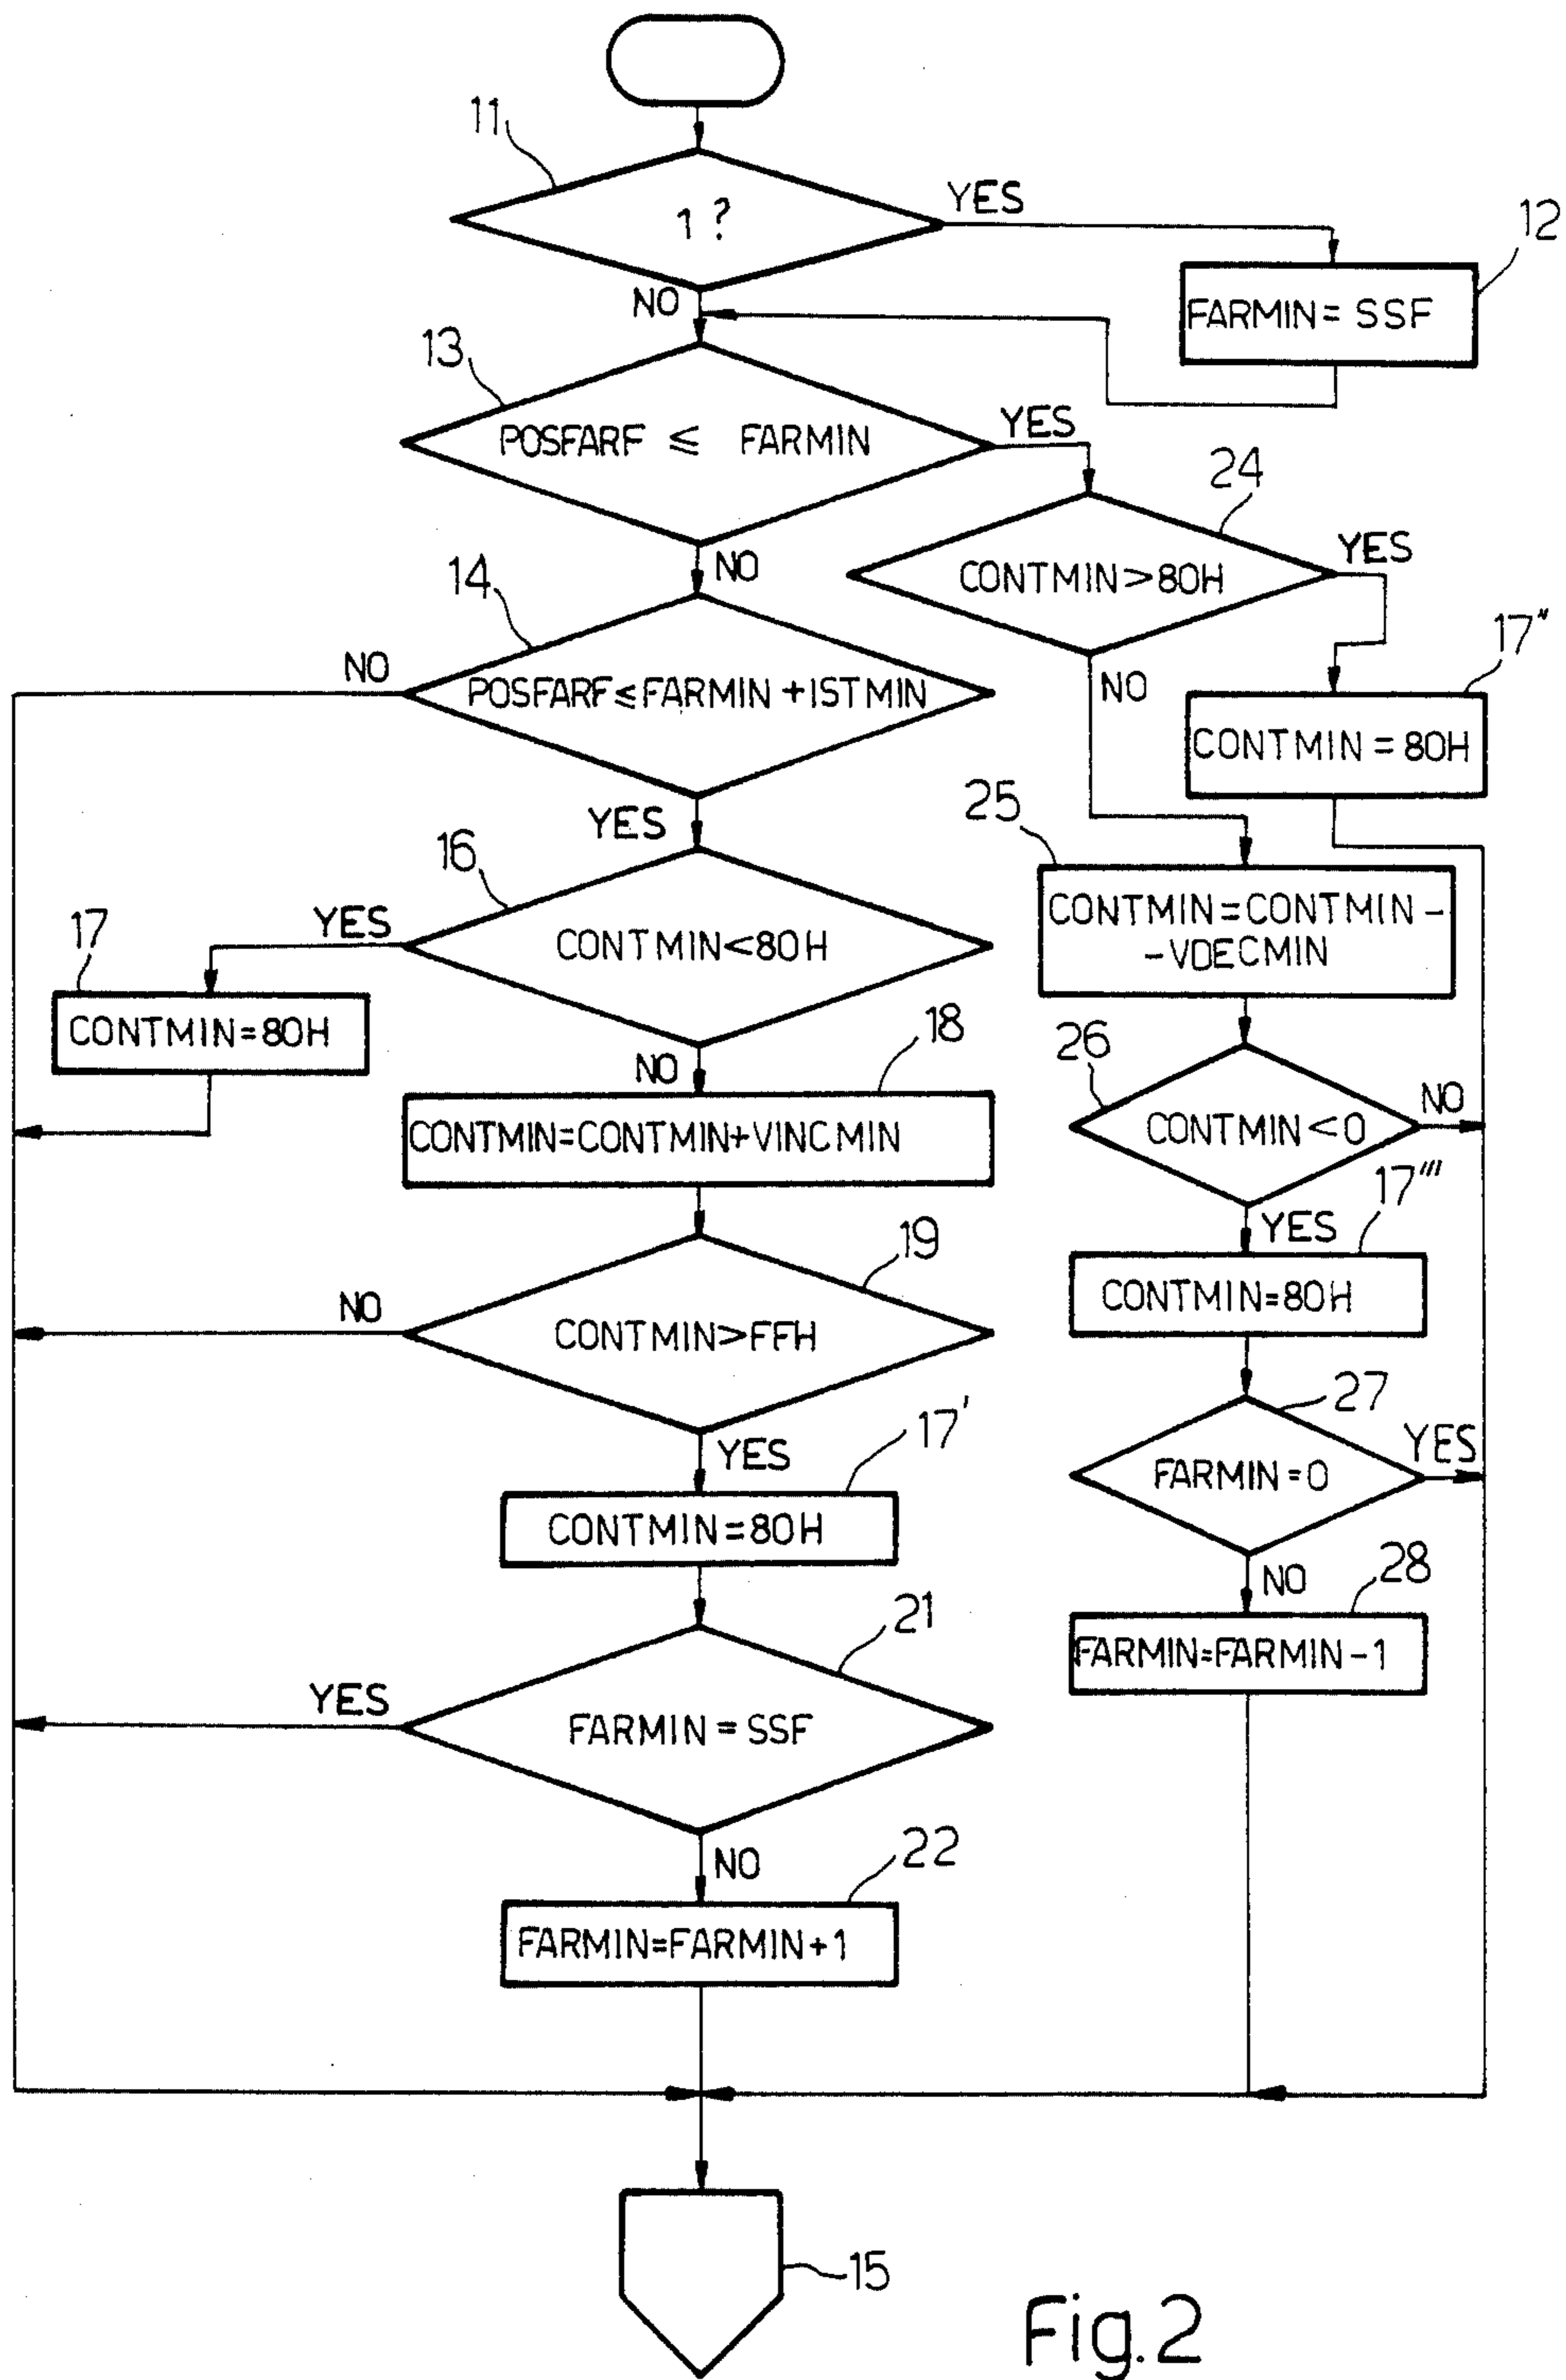 11
1 ?
YES
12
NO
FARMIN = SSF
13
POSFARF ≤ FARMIN
YES
24
NO
CONTMIN > 80H
YES
14
NO
POSFARF ≤ FARMIN + ISTMIN
NO
17"
CONTMIN = 80H
YES
25
16
CONTMIN = CONTMIN -
- VDECMIN
YES
CONTMIN < 80H
17
CONTMIN = 80H
NO
18
26
CONTMIN < 0
NO
CONTMIN = CONTMIN + VINCMIN
17'''
YES
19
CONTMIN = 80H
NO
CONTMIN > FFH
27
17'
YES
FARMIN = 0
YES
CONTMIN = 80H
NO
28
21
FARMIN = FARMIN - 1
YES
FARMIN = SSF
NO
22
FARMIN = FARMIN + 1
15
Fig. 2